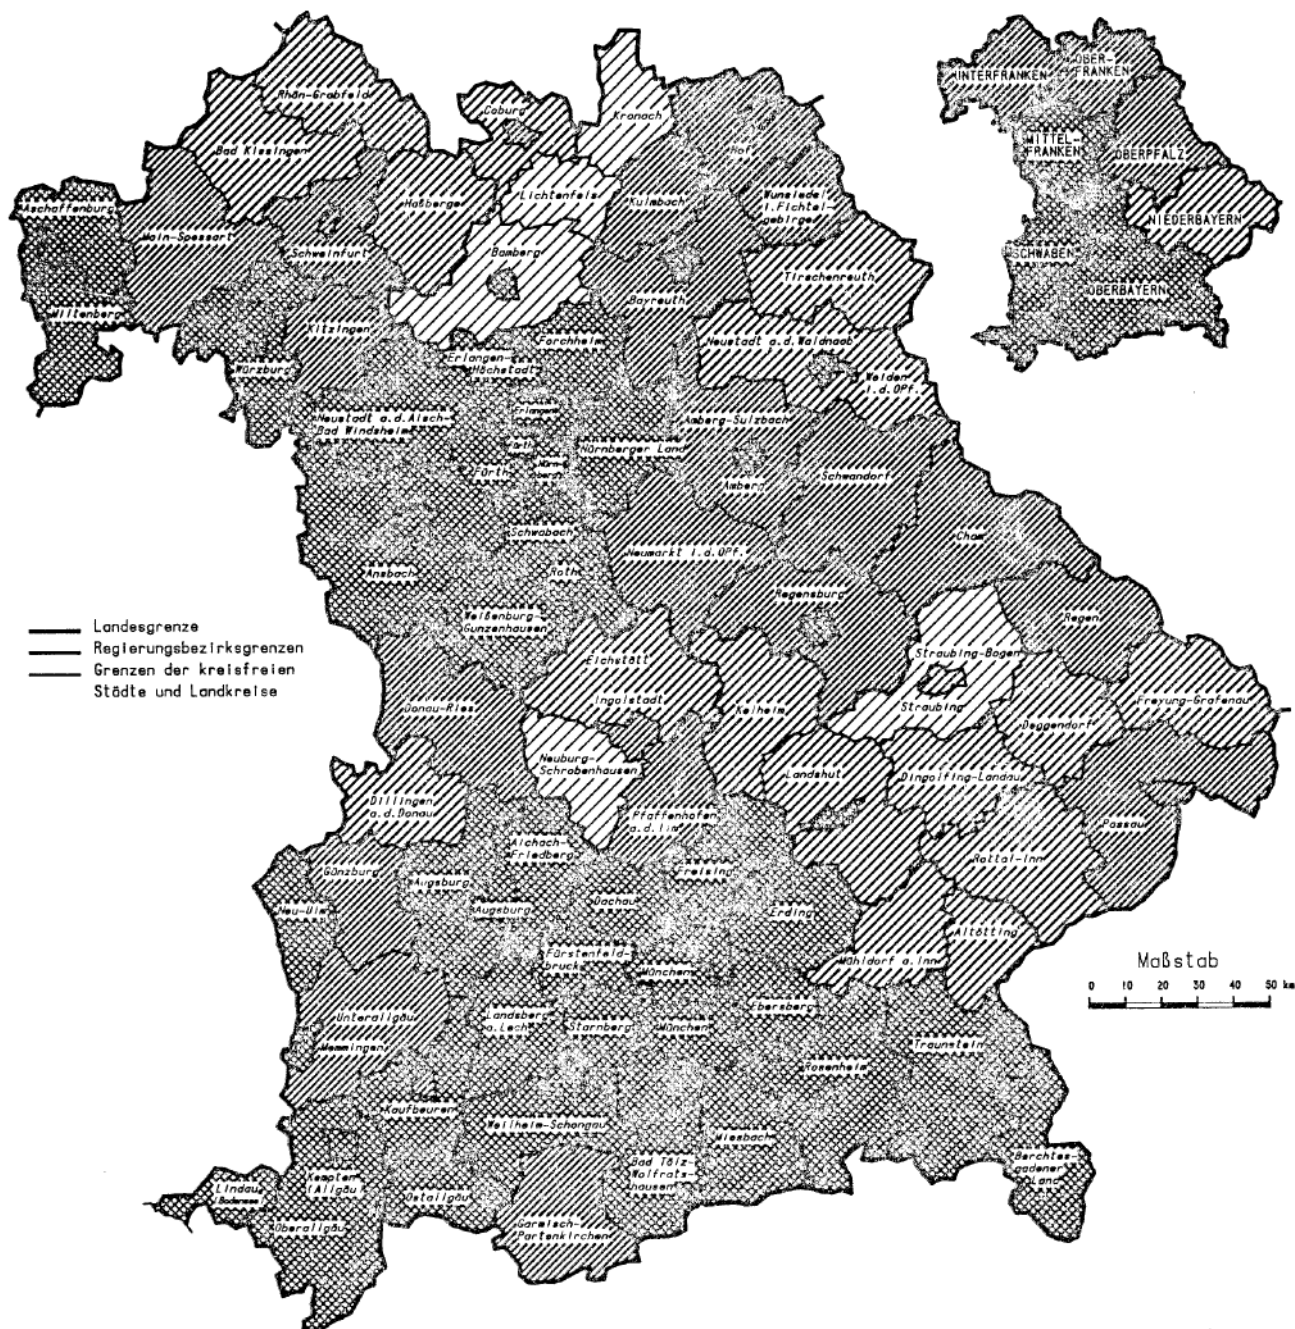 Rhön-Grabfeld
Bad Kissingen
Coburg
Kronach
Hof
Lichtenfels
Haßberge
Kulmbach
Wunsiedel
i.Fichtel-
gebirge
Aschaffenburg
Main-Spessart
Schweinfurt
Bamberg
Tirschenreuth
Miltenberg
Kitzingen
Bayreuth
Forchheim
Erlangen-
Höchstadt
Neustadt a.d.Waldnaab
Würzburg
Weiden
i.d.OPf.
Neustadt a.d.Aisch-
Bad Windsheim
Erlangen
Amberg-Sulzbach
Fürth
Nürnberger Land
Fürth
Nürn-
berg
Amberg
Schwandorf
Schwabach
Neumarkt i.d.OPf.
Cham
Ansbach
Roth
Regensburg
Weißenburg-
Gunzenhausen
Regen
Eichstätt
Straubing-Bogen
Ingolstadt
Donau-Ries
Kelheim
Straubing
Deggendorf
Freyung-Grafenau
Neuburg-
Schrobenhausen
Landshut
Dingolfing-Landau
Dillingen
a.d.Donau
Pfaffenhofen
a.d.Ilm
Passau
Aichach-
Friedberg
Rottal-Inn
Günzburg
Augsburg
Freising
Neu-Ulm
Augsburg
Dachau
Erding
Altötting
Fürstenfeld-
bruck
München
Mühldorf a.Inn
Unterallgäu
Landsberg
a.Lech
Starnberg
München
Ebersberg
Memmingen
Traunstein
Rosenheim
Kaufbeuren
Weilheim-Schongau
Miesbach
Bad Tölz-
Wolfrats-
hausen
Berchtes-
gadener
Land
Lindau
Bodensee
Kempten
(Allgäu)
Ostallgäu
Oberallgäu
Garmisch-
Partenkirchen
UNTERFRANKEN
OBER-
FRANKEN
MITTEL-
FRANKEN
OBERPFALZ
NIEDERBAYERN
SCHWABEN
OBERBAYERN
Landesgrenze
Regierungsbezirksgrenzen
Grenzen der kreisfreien
Städte und Landkreise
Maßstab
0 10 20 30 40 50 km